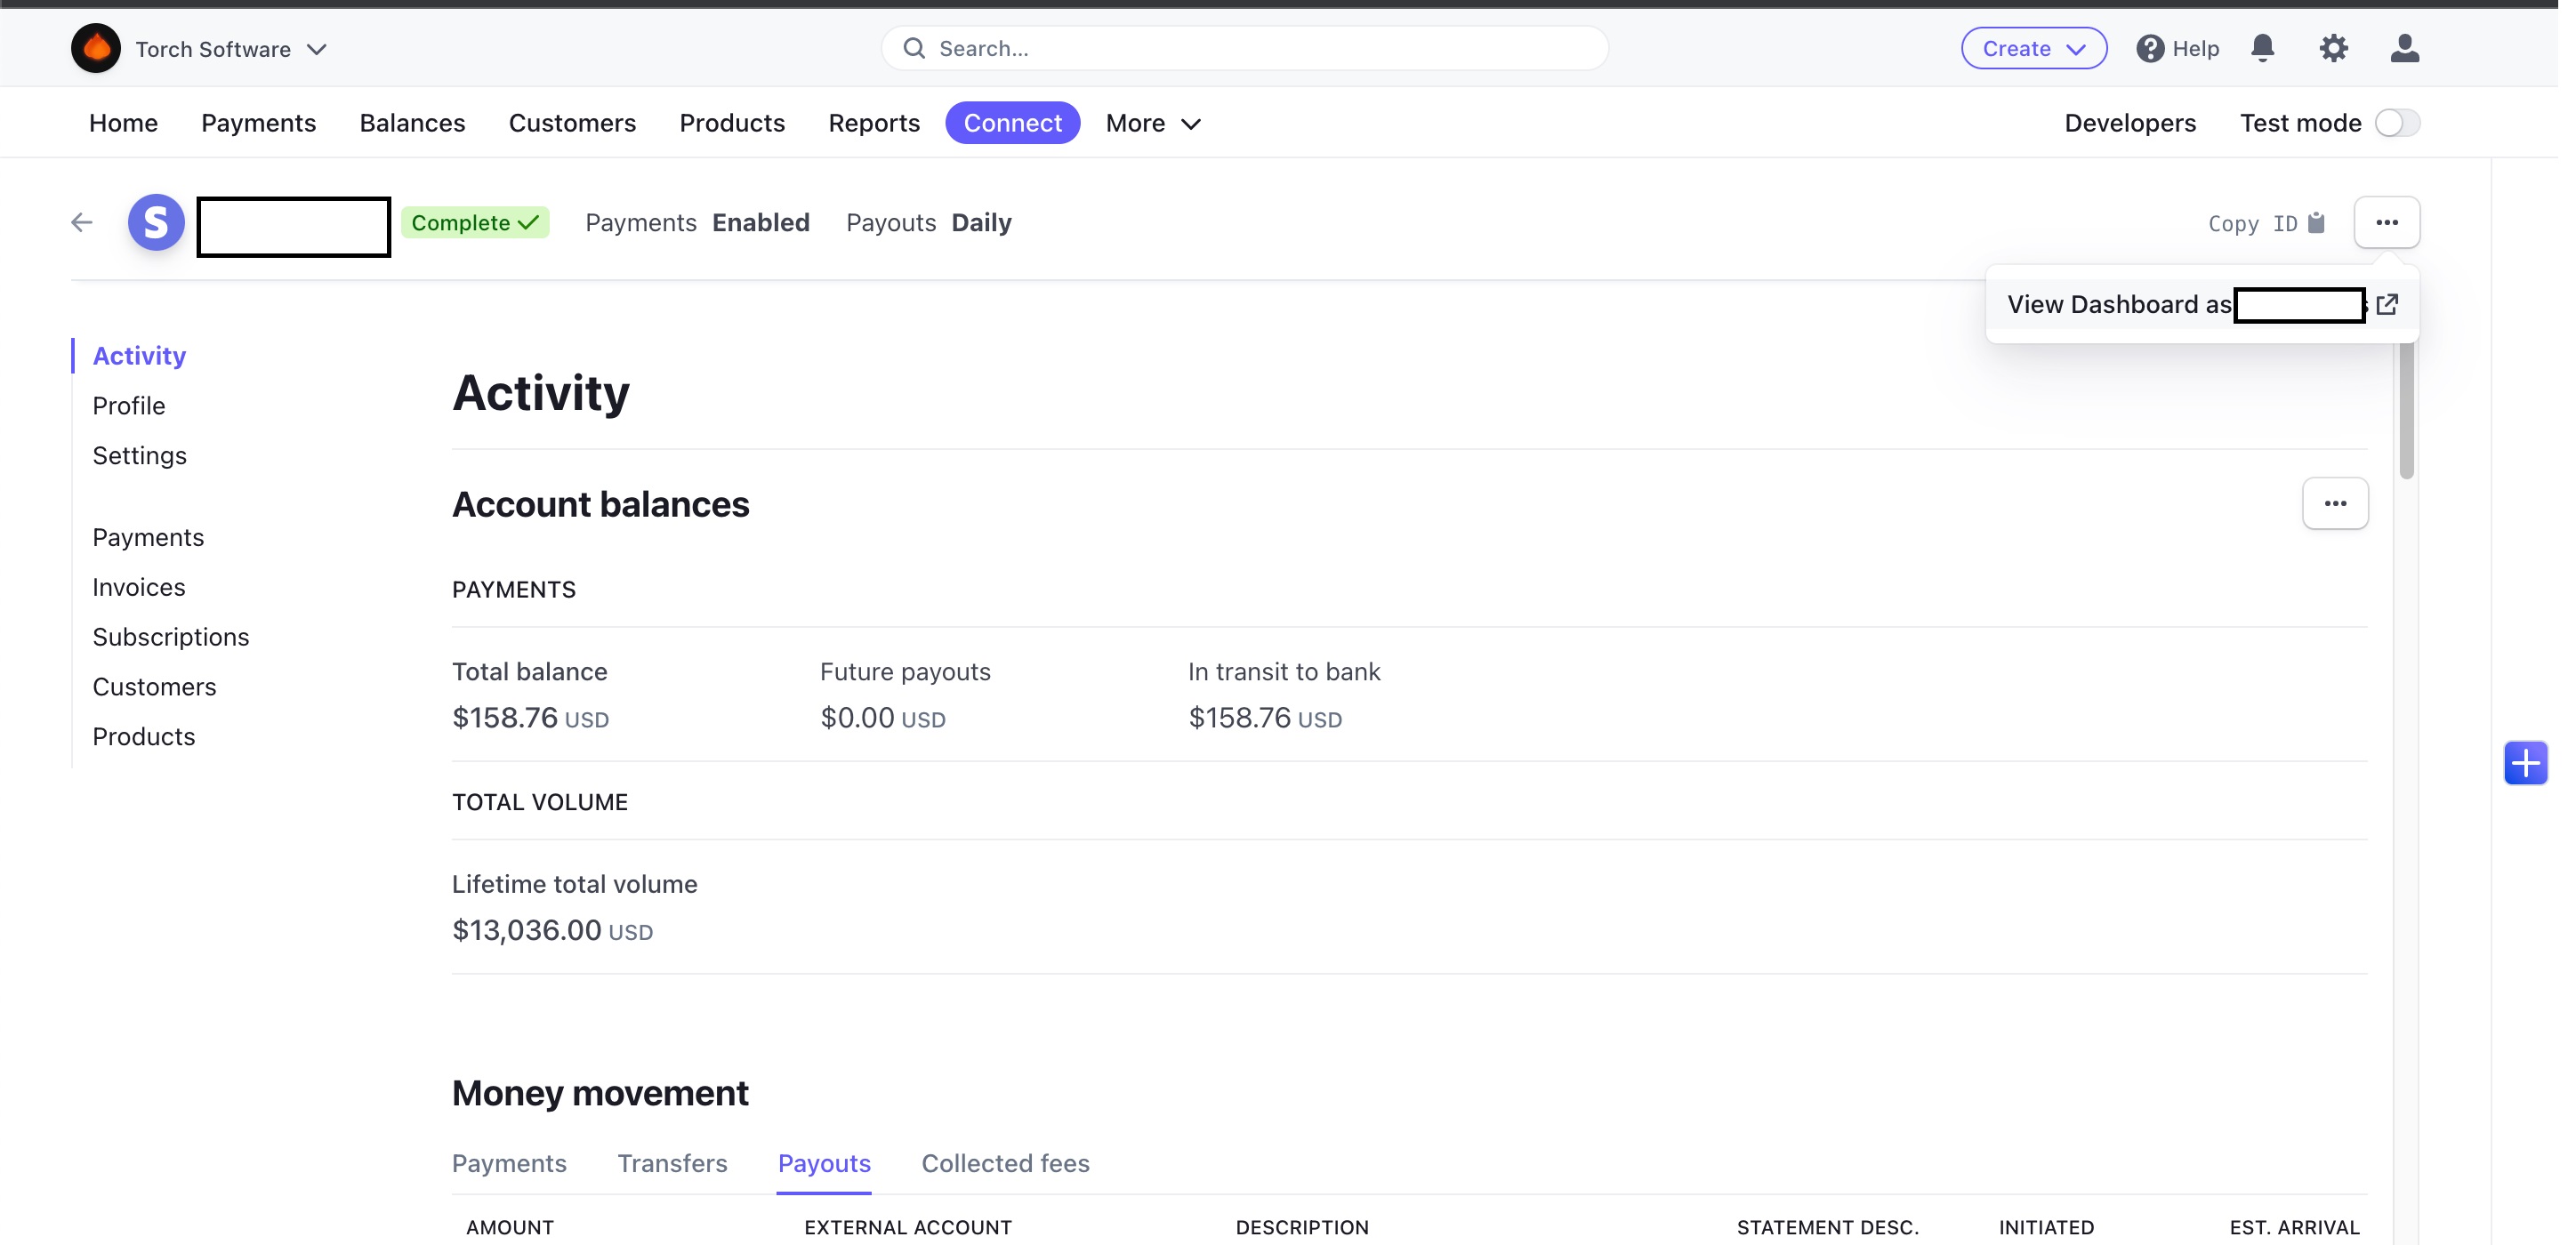 Torch Software
Search...
Create
Help
Home Payments Balances Customers Products Reports Connect More
Developers Test mode
S
Complete
Payments Enabled Payouts Daily
Copy ID
View Dashboard as
Activity
Profile
Settings
Payments
Invoices
Subscriptions
Customers
Products
Activity
Account balances
PAYMENTS
Total balance Future payouts In transit to bank
$158.76 USD $0.00 USD $158.76 USD
TOTAL VOLUME
Lifetime total volume
$13,036.00 USD
Money movement
Payments Transfers Payouts Collected fees
AMOUNT EXTERNAL ACCOUNT DESCRIPTION STATEMENT DESC. INITIATED EST. ARRIVAL